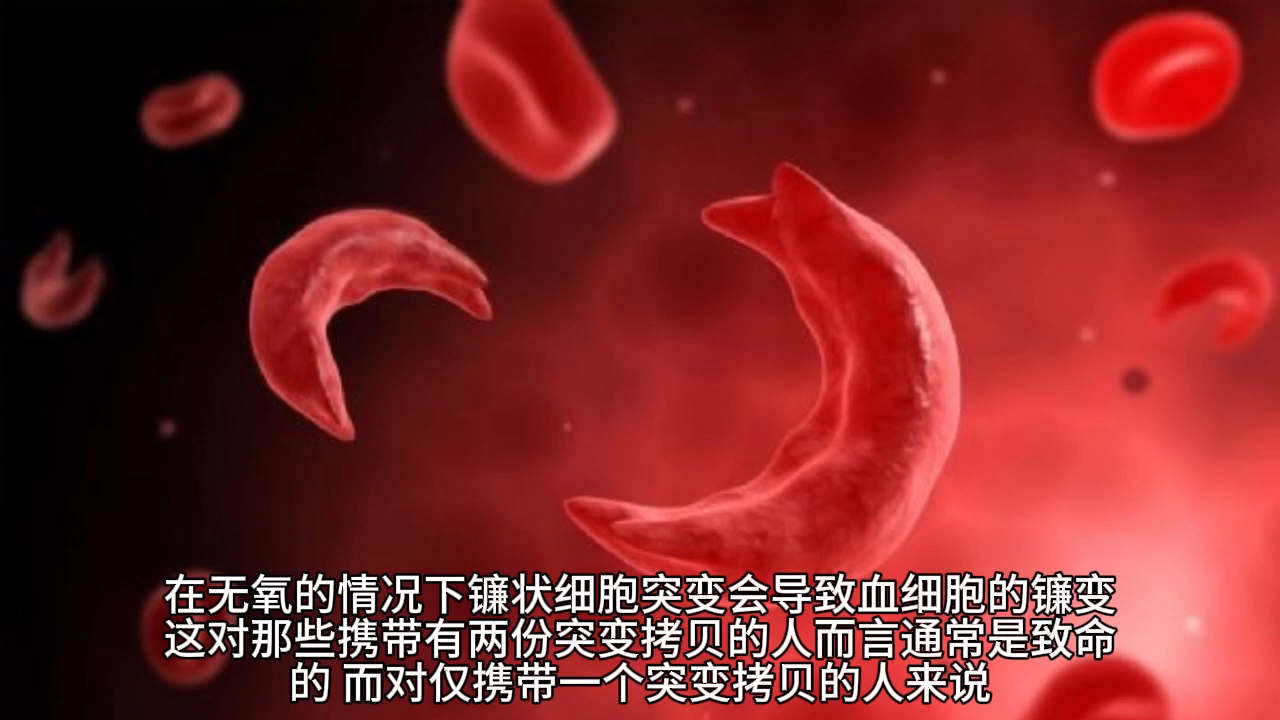 在无氧的情况下镰状细胞突变会导致血细胞的镰变
这对那些携带有两份突变拷贝的人而言通常是致命
的 而对仅携带一个突变拷贝的人来说